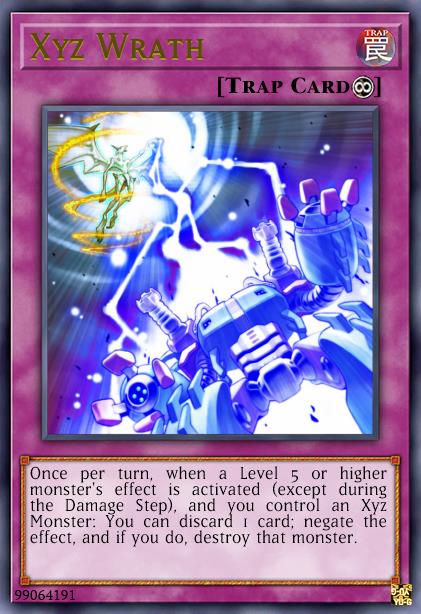 Xyz Wrath
TRAP
罠
[Trap Card♾]
Once per turn, when a Level 5 or higher
monster's effect is activated (except during
the Damage Step), and you control an Xyz
Monster: You can discard 1 card; negate the
effect, and if you do, destroy that monster.
99064191